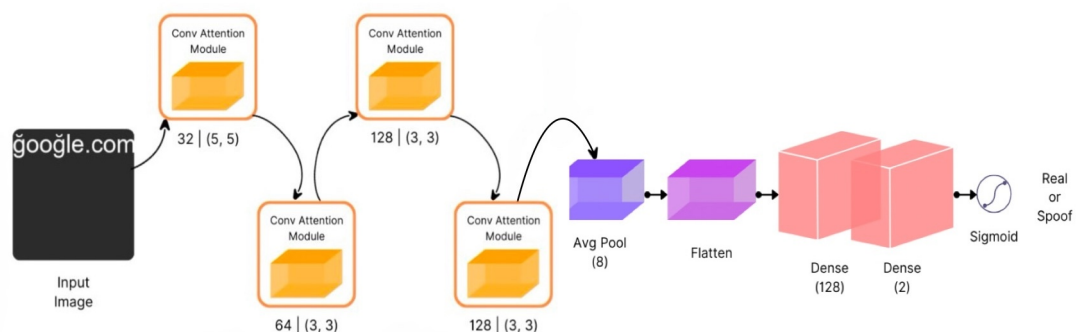 ğooğle.com
Input
Image
Conv Attention
Module
32 | (5, 5)
Conv Attention
Module
64 | (3, 3)
Conv Attention
Module
128 | (3, 3)
Conv Attention
Module
128 | (3, 3)
Avg Pool
(8)
Flatten
Dense
(128)
Dense
(2)
Sigmoid
Real
or
Spoof